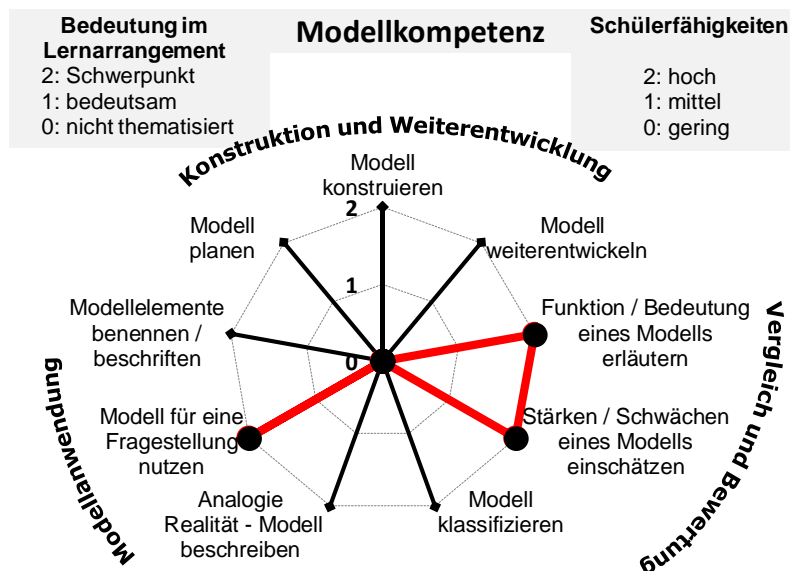 Bedeutung im
Lernarrangement
2: Schwerpunkt
1: bedeutsam
0: nicht thematisiert
Modellkompetenz
Schülerfähigkeiten
2: hoch
1: mittel
0: gering
Konstruktion und Weiterentwicklung
Modell
konstruieren
Modell
weiterentwickeln
Funktion / Bedeutung
eines Modells
erläutern
Vergleich und Bewertung
Stärken / Schwächen
eines Modells
einschätzen
Modell
klassifizieren
Analogie
Realität - Modell
beschreiben
Modell für eine
Fragestellung
nutzen
Modellanwendung
Modellelemente
benennen /
beschriften
Modell
planen
2
1
0